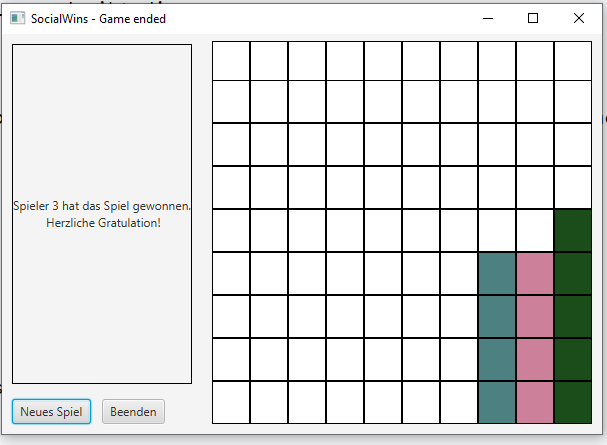 SocialWins - Game ended
Spieler 3 hat das Spiel gewonnen.
Herzliche Gratulation!
Neues Spiel
Beenden